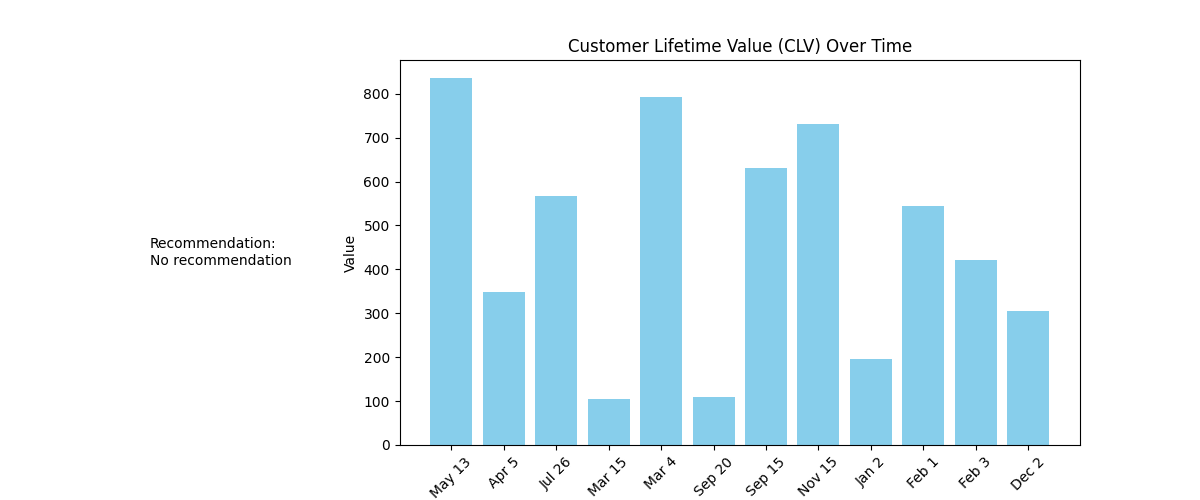 Customer Lifetime Value (CLV) Over Time
Recommendation:
No recommendation
Value
800
700
600
500
400
300
200
100
0
May 13
Apr 5
Jul 26
Mar 15
Mar 4
Sep 20
Sep 15
Nov 15
Jan 2
Feb 1
Feb 3
Dec 2